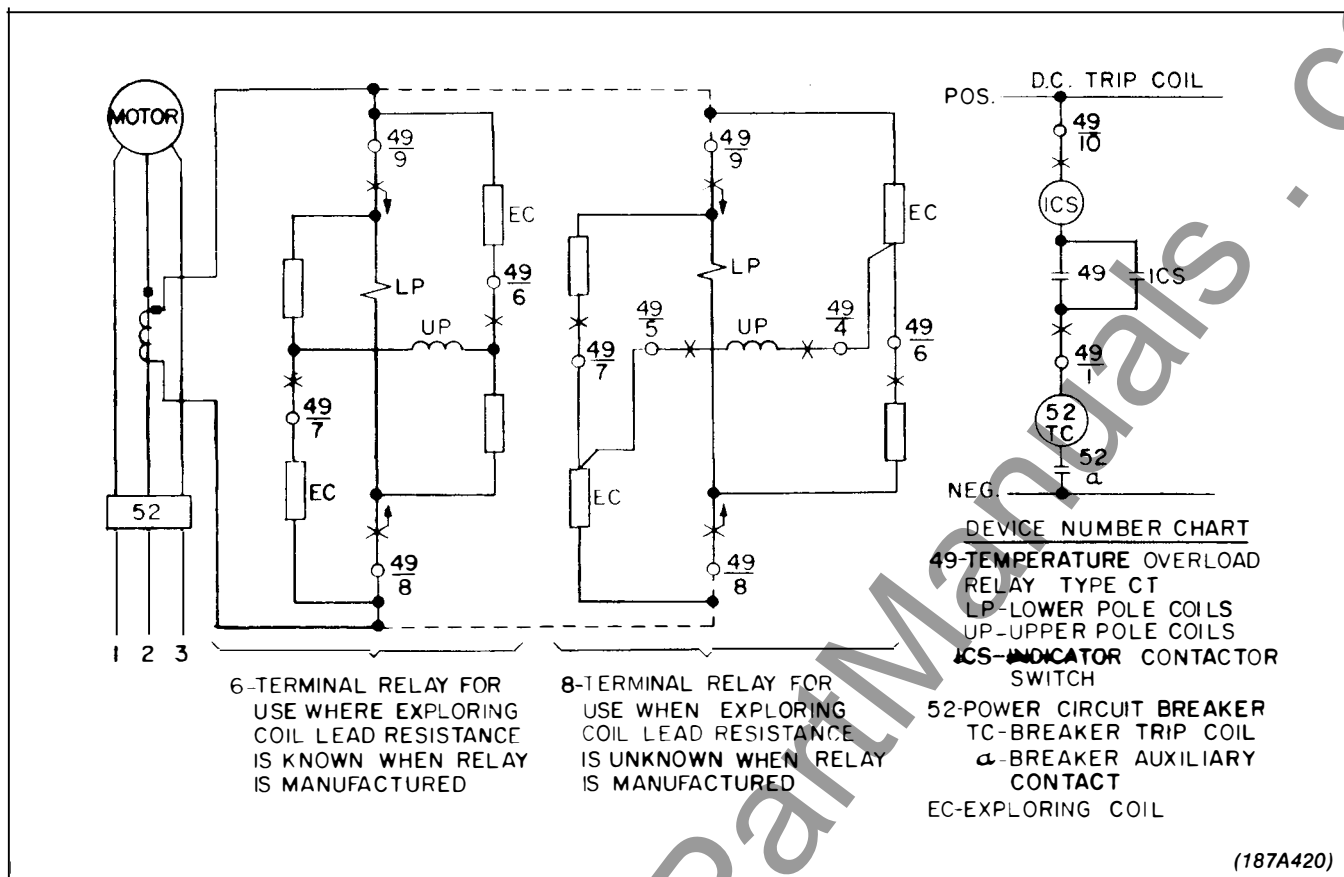 MOTOR
52
1 2 3
49/9
EC
LP
49/6
UP
49/7
EC
49/8
6-TERMINAL RELAY FOR
USE WHERE EXPLORING
COIL LEAD RESISTANCE
IS KNOWN WHEN RELAY
IS MANUFACTURED
49/9
EC
LP
49/5
UP
49/4
49/6
49/7
EC
49/8
8-TERMINAL RELAY FOR
USE WHEN EXPLORING
COIL LEAD RESISTANCE
IS UNKNOWN WHEN RELAY
IS MANUFACTURED
D.C. TRIP COIL
POS.
49/10
ICS
49
ICS
49/1
52
TC
52
a
NEG.
DEVICE NUMBER CHART
49-TEMPERATURE OVERLOAD
RELAY TYPE CT
LP-LOWER POLE COILS
UP-UPPER POLE COILS
ICS-INDICATOR CONTACTOR
SWITCH
52-POWER CIRCUIT BREAKER
TC-BREAKER TRIP COIL
a-BREAKER AUXILIARY
CONTACT
EC-EXPLORING COIL
(187A420)
PartManuals . c